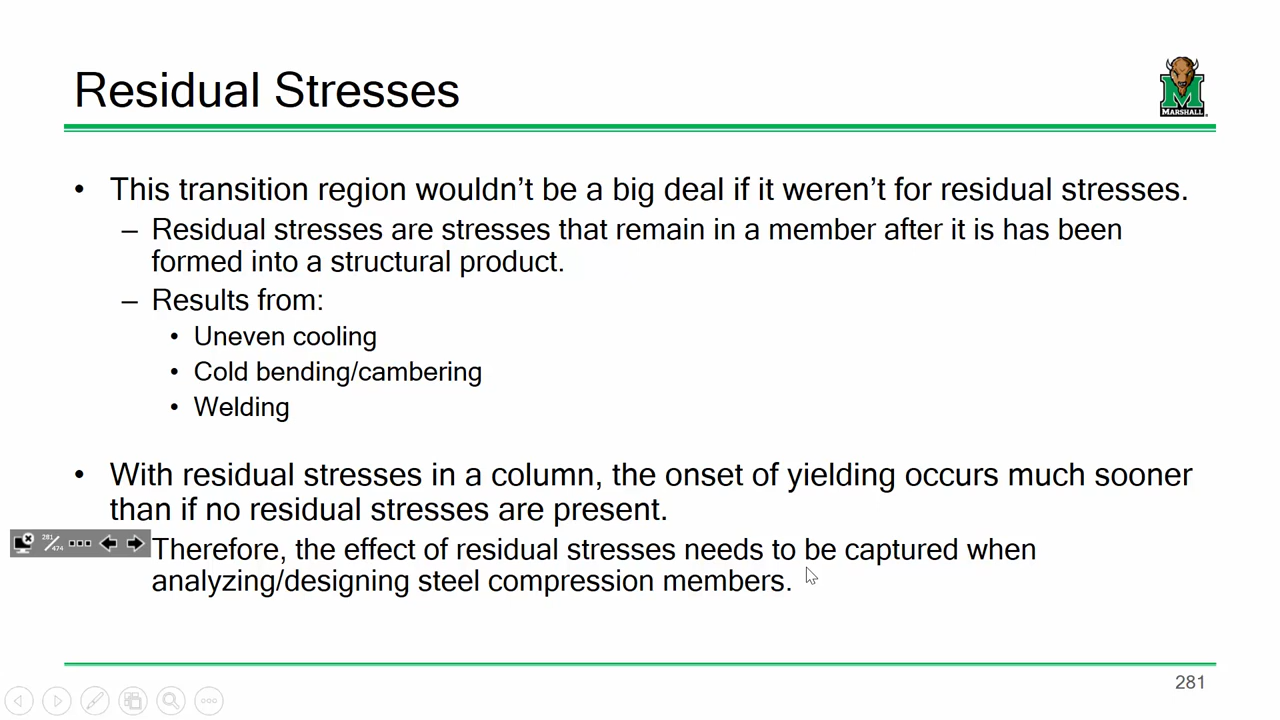 Residual Stresses
M
MARSHALL
• This transition region wouldn't be a big deal if it weren't for residual stresses.
– Residual stresses are stresses that remain in a member after it is has been
formed into a structural product.
– Results from:
• Uneven cooling
• Cold bending/cambering
• Welding
• With residual stresses in a column, the onset of yielding occurs much sooner
than if no residual stresses are present.
281/474
Therefore, the effect of residual stresses needs to be captured when
analyzing/designing steel compression members.
281